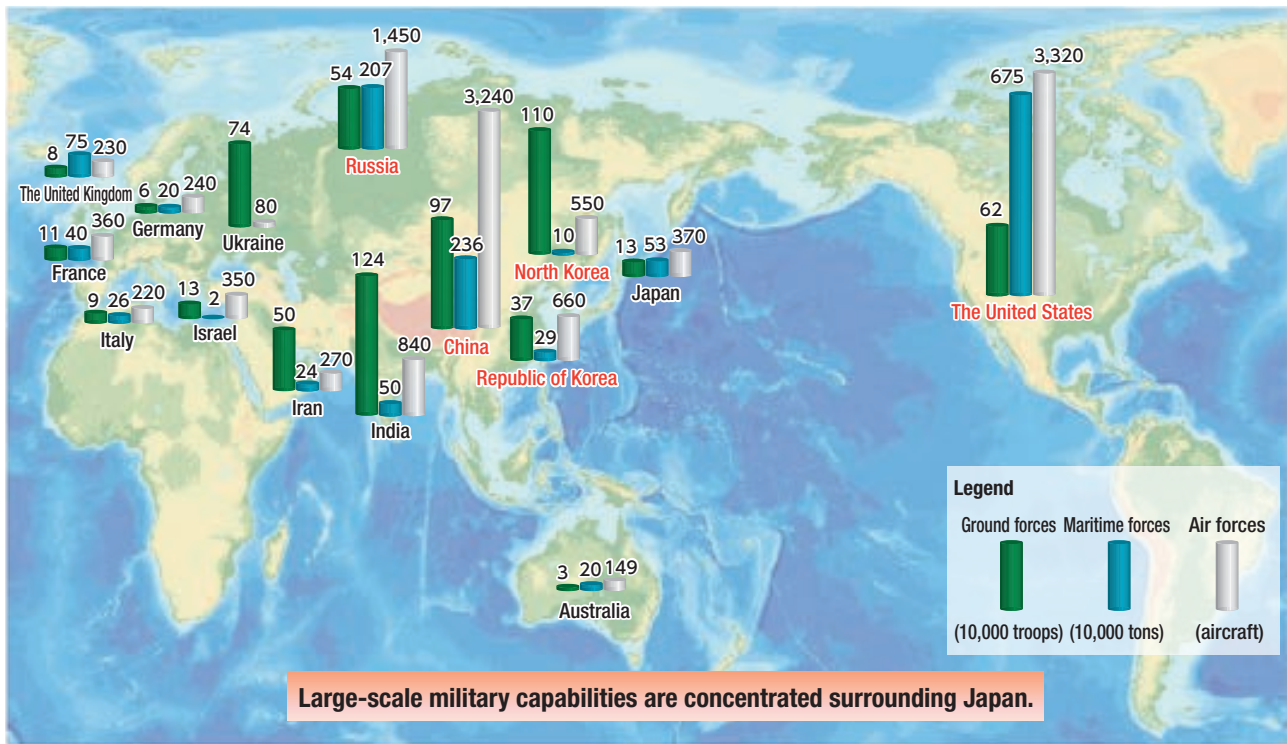 1,450
54 207
Russia
3,240
97
236
China
110
10
550
North Korea
3,320
675
62
The United States
74
80
Ukraine
8 75 230
The United Kingdom
6 20 240
Germany
11 40 360
France
9 26 220
Italy
13 2 350
Israel
50
24 270
Iran
124
50
840
India
37
29
660
Republic of Korea
13 53 370
Japan
3 20 149
Australia
Legend
Ground forces Maritime forces Air forces
(10,000 troops) (10,000 tons) (aircraft)
Large-scale military capabilities are concentrated surrounding Japan.